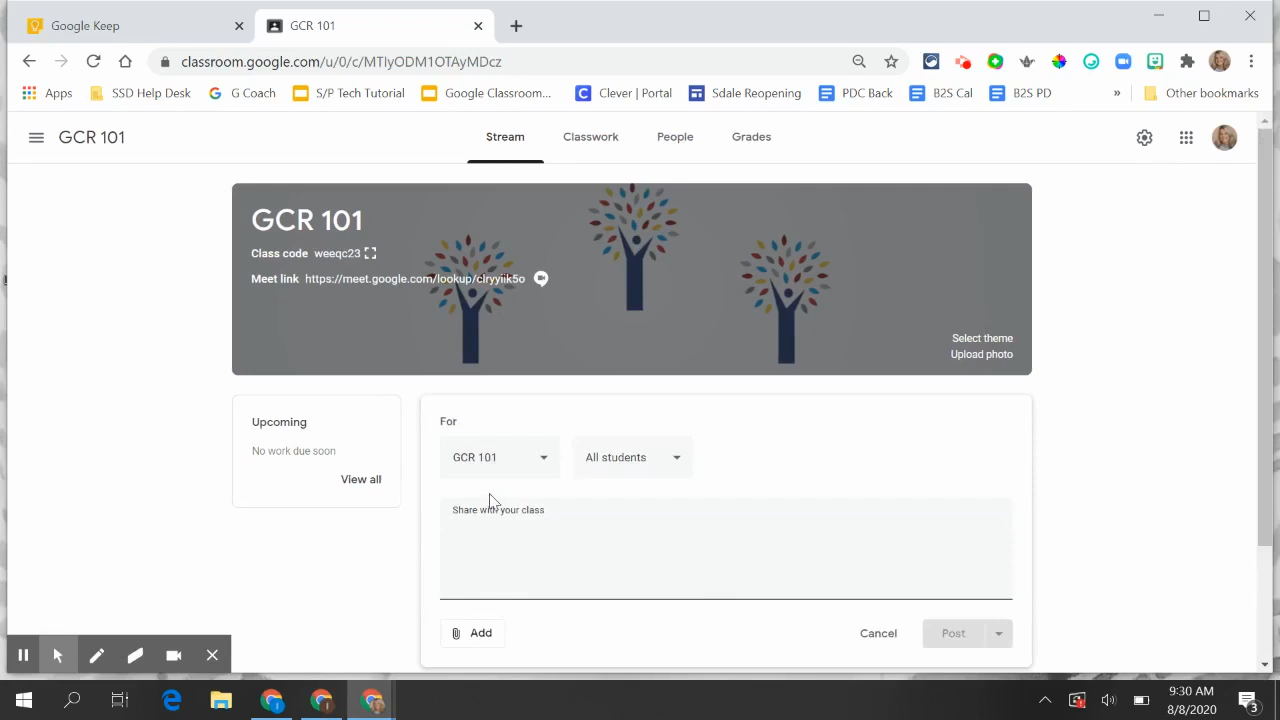 Google Keep
GCR 101
classroom.google.com/u/0/c/MTIyODM1OTAyMDcz
Apps
SSD Help Desk
G Coach
S/P Tech Tutorial
Google Classroom...
Clever | Portal
Sdale Reopening
PDC Back
B2S Cal
B2S PD
»
Other bookmarks
GCR 101
Stream
Classwork
People
Grades
GCR 101
Class code weeqc23
Meet link https://meet.google.com/lookup/clryyiik5o
Select theme
Upload photo
Upcoming
No work due soon
View all
For
GCR 101
All students
Share with your class
Add
Cancel
Post
9:30 AM
8/8/2020
3